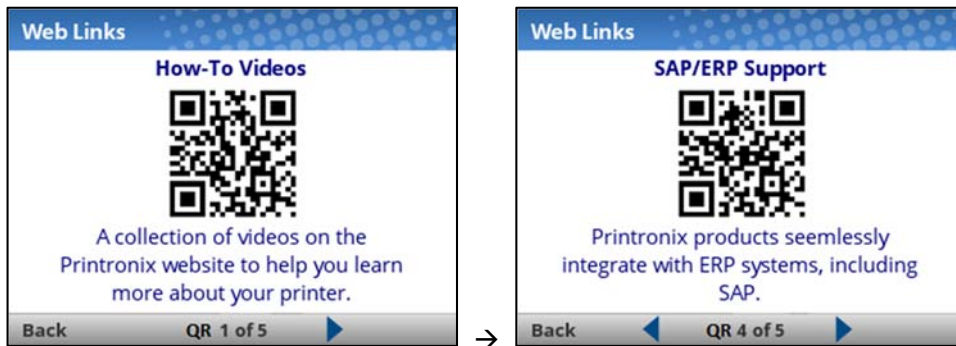 Web Links
How-To Videos
A collection of videos on the
Printronix website to help you learn
more about your printer.
Back QR 1 of 5
→
Web Links
SAP/ERP Support
Printronix products seemlessly
integrate with ERP systems, including
SAP.
Back QR 4 of 5